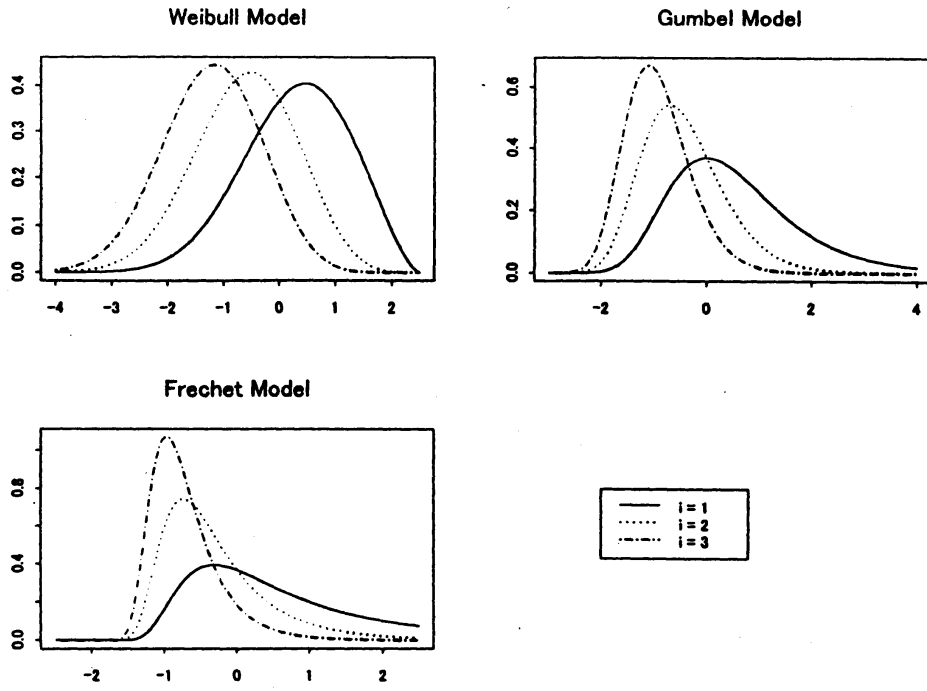 Weibull Model
Gumbel Model
0.0 0.1 0.2 0.3 0.4
-4 -3 -2 -1 0 1 2
0.0 0.2 0.4 0.6
-2 0 2 4
Frechet Model
0.0 0.4 0.8
-2 -1 0 1 2
i = 1
i = 2
i = 3